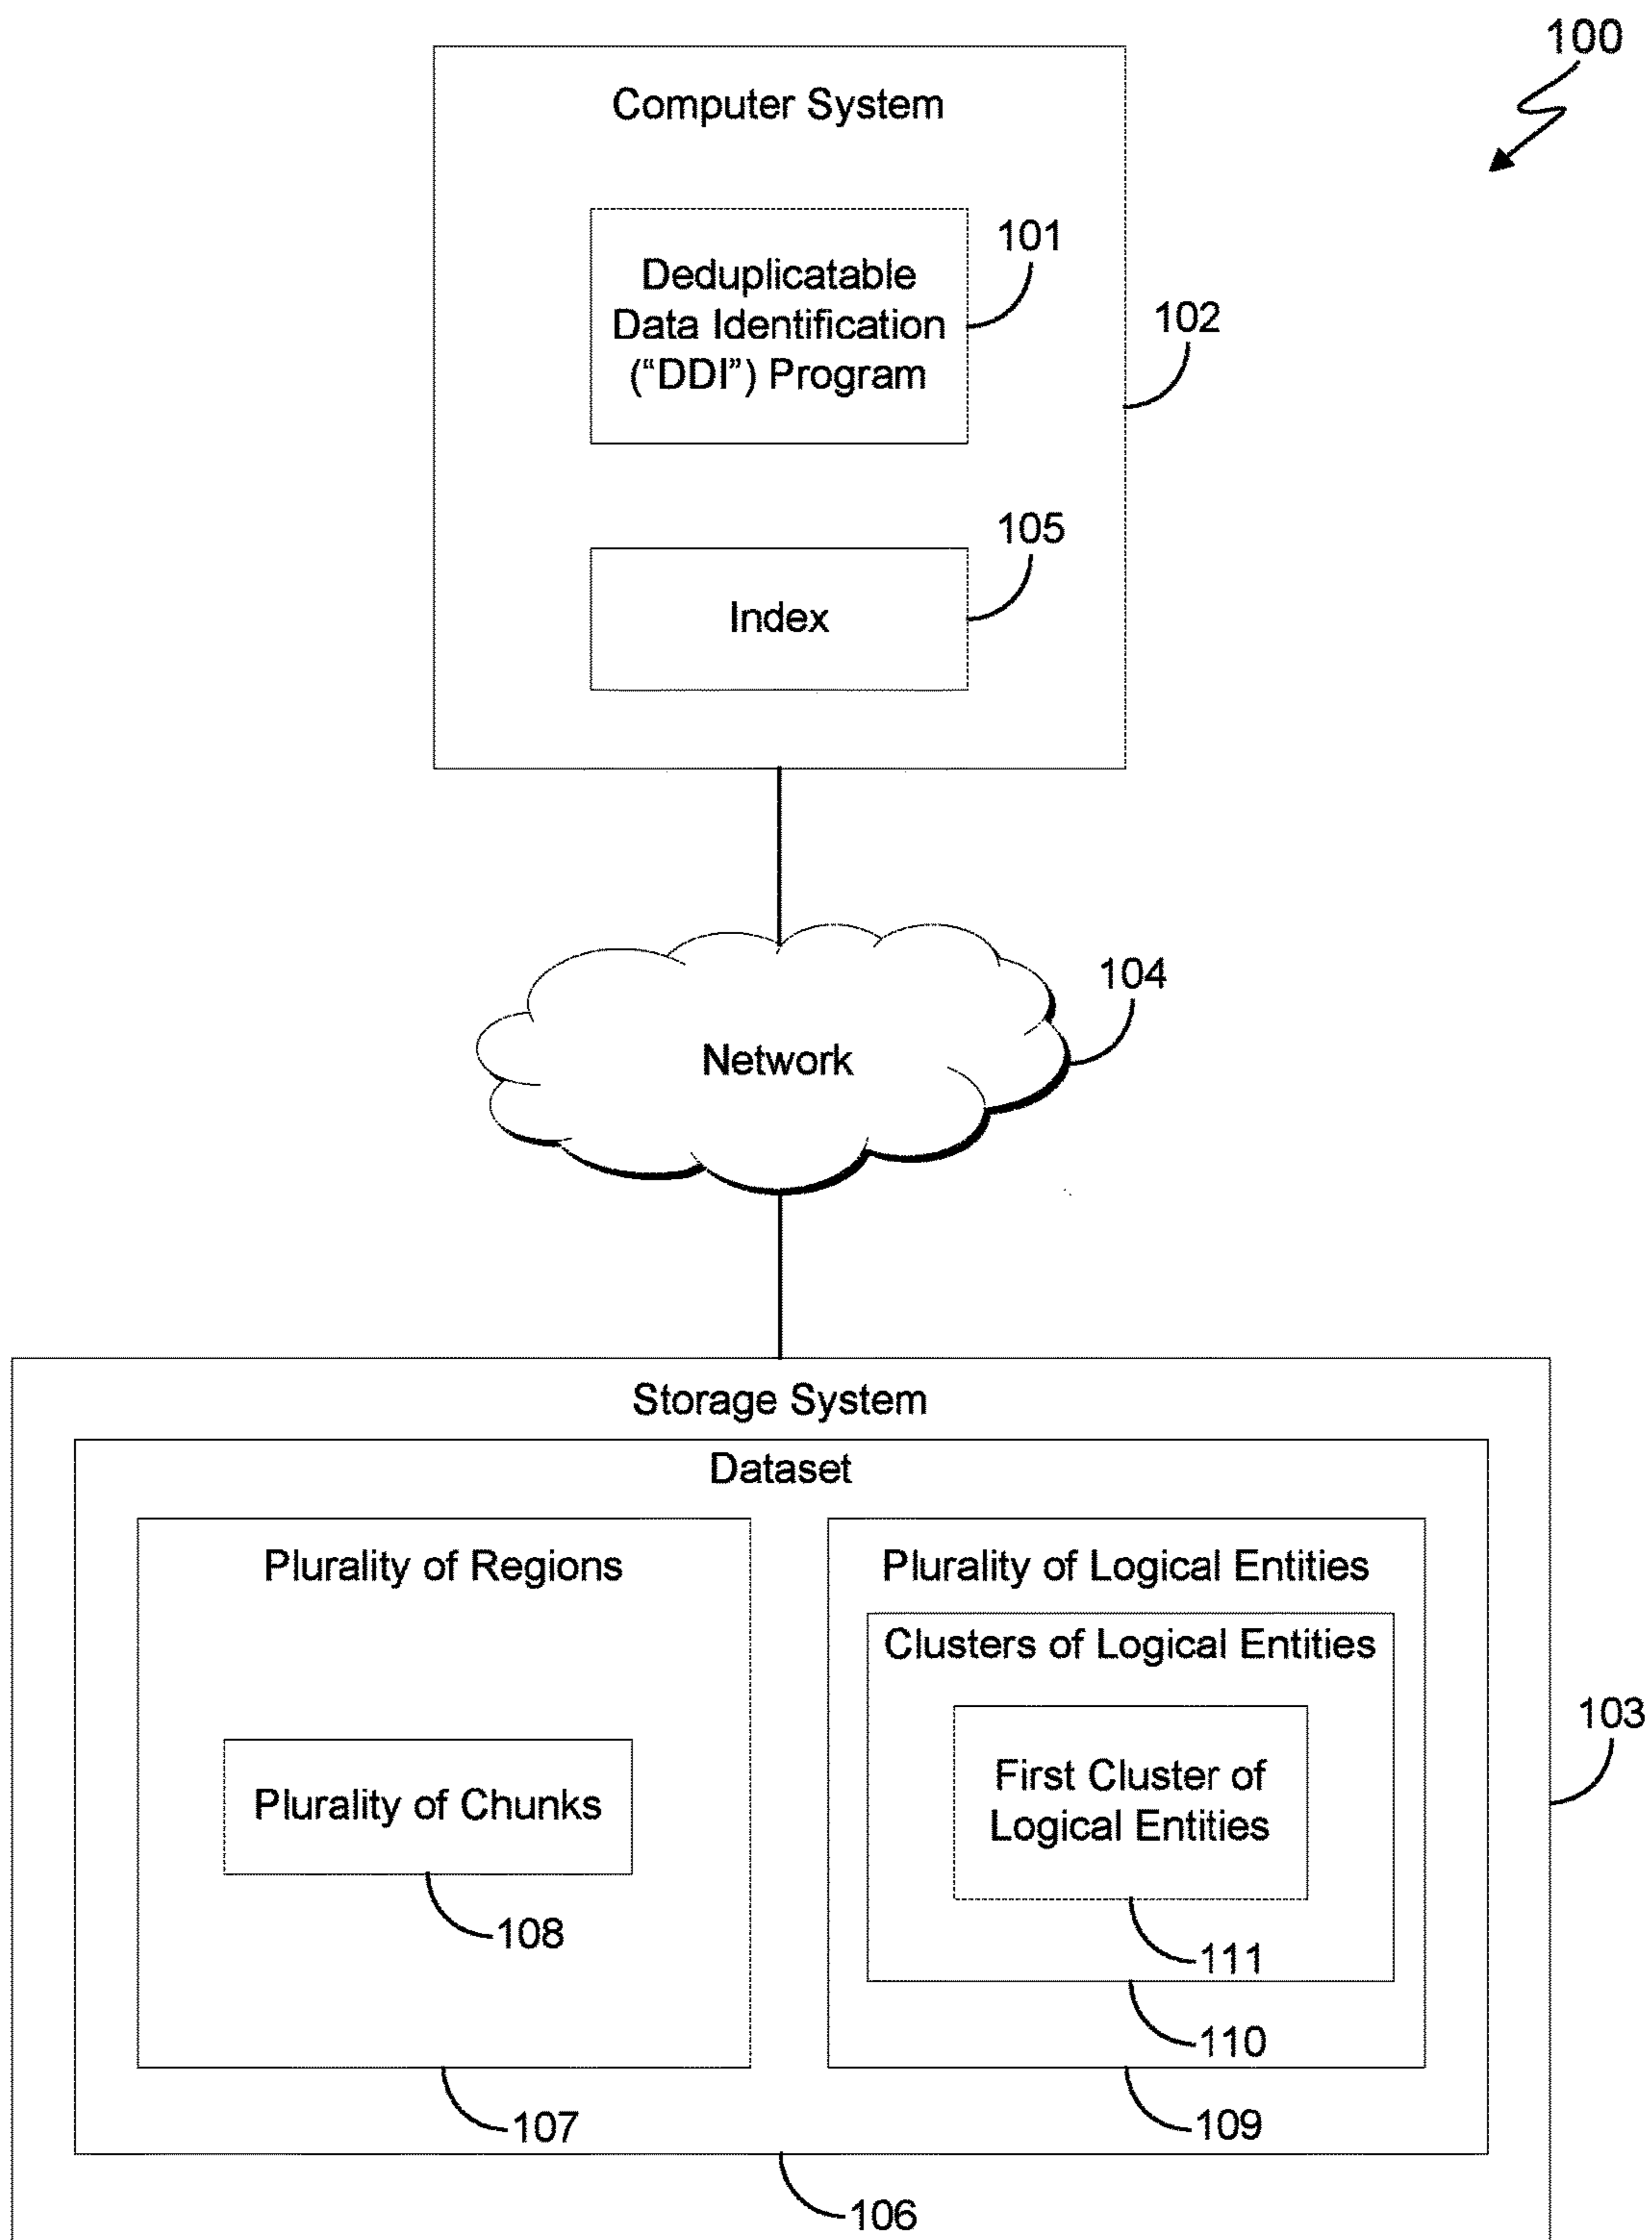 100
Computer System
101
Deduplicatable
Data Identification
(“DDI”) Program
102
105
Index
104
Network
Storage System
Dataset
Plurality of Regions
Plurality of Logical Entities
Clusters of Logical Entities
103
First Cluster of
Logical Entities
Plurality of Chunks
108
111
110
107
109
106